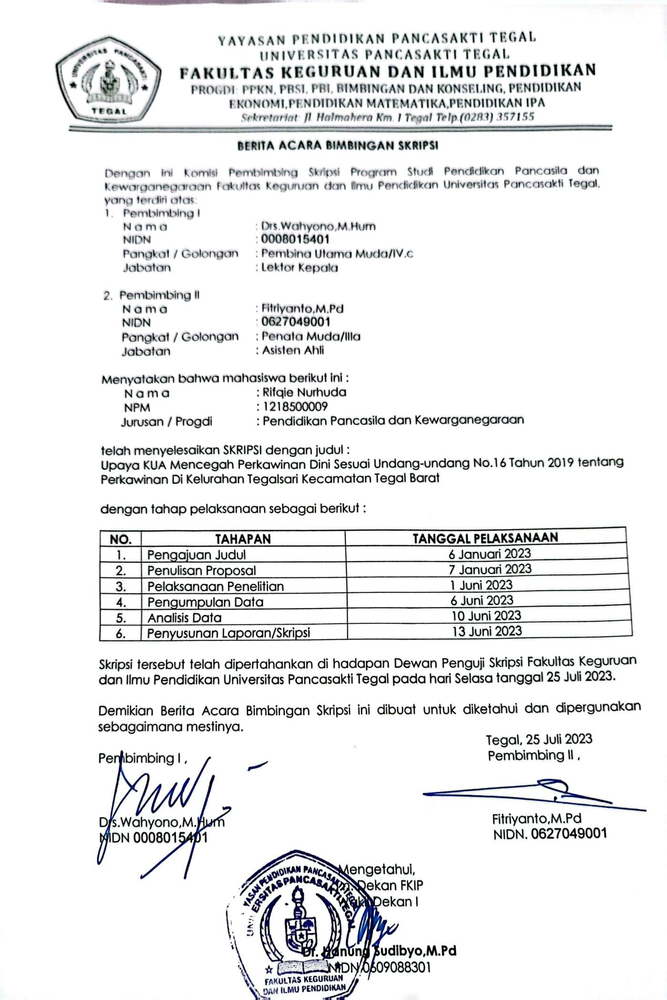 YAYASAN PENDIDIKAN PANCASAKTI TEGAL
UNIVERSITAS PANCASAKTI TEGAL
FAKULTAS KEGURUAN DAN ILMU PENDIDIKAN
PROGDI: PPKN, PBSI, PBI, BIMBINGAN DAN KONSELING, PENDIDIKAN
EKONOMI,PENDIDIKAN MATEMATIKA,PENDIDIKAN IPA
Sekretariat: Jl. Halmahera Km. 1 Tegal Telp.(0283) 357155
UNIVERSITAS PANCASAKTI
TEGAL
BERITA ACARA BIMBINGAN SKRIPSI
Dengan ini Komisi Pembimbing Skripsi Program Studi Pendidikan Pancasila dan
Kewarganegaraan Fakultas Keguruan dan Ilmu Pendidikan Universitas Pancasakti Tegal,
yang terdiri atas:
1. Pembimbing I
N a m a : Drs.Wahyono,M.Hum
NIDN : 0008015401
Pangkat / Golongan : Pembina Utama Muda/IV.c
Jabatan : Lektor Kepala
2. Pembimbing II
N a m a : Fitriyanto,M.Pd
NIDN : 0627049001
Pangkat / Golongan : Penata Muda/IIIa
Jabatan : Asisten Ahli
Menyatakan bahwa mahasiswa berikut ini :
N a m a : Rifqie Nurhuda
NPM : 1218500009
Jurusan / Progdi : Pendidikan Pancasila dan Kewarganegaraan
telah menyelesaikan SKRIPSI dengan judul :
Upaya KUA Mencegah Perkawinan Dini Sesuai Undang-undang No.16 Tahun 2019 tentang
Perkawinan Di Kelurahan Tegalsari Kecamatan Tegal Barat
dengan tahap pelaksanaan sebagai berikut :
NO. TAHAPAN TANGGAL PELAKSANAAN
1. Pengajuan Judul 6 Januari 2023
2. Penulisan Proposal 7 Januari 2023
3. Pelaksanaan Penelitian 1 Juni 2023
4. Pengumpulan Data 6 Juni 2023
5. Analisis Data 10 Juni 2023
6. Penyusunan Laporan/Skripsi 13 Juni 2023
Skripsi tersebut telah dipertahankan di hadapan Dewan Penguji Skripsi Fakultas Keguruan
dan Ilmu Pendidikan Universitas Pancasakti Tegal pada hari Selasa tanggal 25 Juli 2023.
Demikian Berita Acara Bimbingan Skripsi ini dibuat untuk diketahui dan dipergunakan
sebagaimana mestinya.
Tegal, 25 Juli 2023
Pembimbing I , Pembimbing II ,
Drs.Wahyono,M.Hum Fitriyanto,M.Pd
NIDN 0008015401 NIDN. 0627049001
Mengetahui,
Dekan FKIP
Dekan I
Dr. Hanung Sudibyo,M.Pd
NIDN 0609088301
YASAN PENDIDIKAN PANCASAKTI TEGAL
ERSITAS PANCASAKTI TEGAL
FAKULTAS KEGURUAN
DAN ILMU PENDIDIKAN